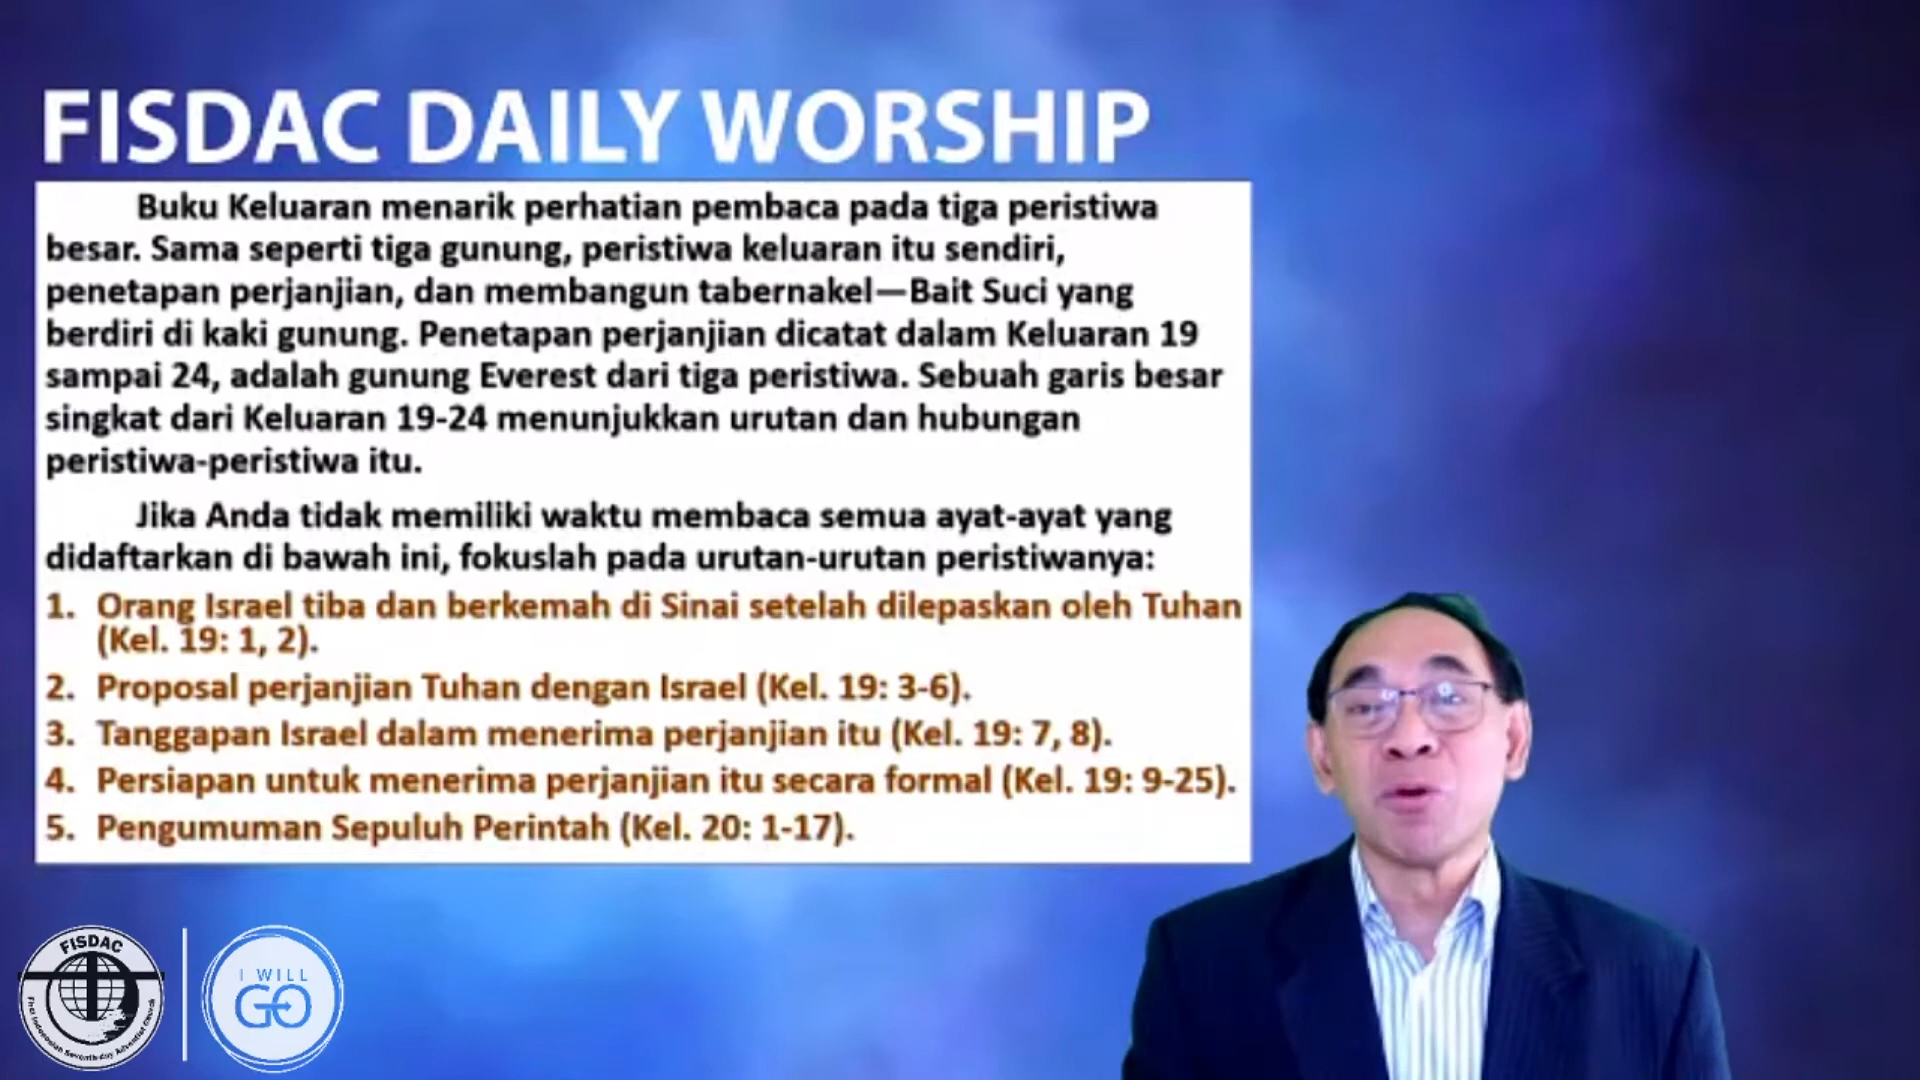 FISDAC DAILY WORSHIP
Buku Keluaran menarik perhatian pembaca pada tiga peristiwa
besar. Sama seperti tiga gunung, peristiwa keluaran itu sendiri,
penetapan perjanjian, dan membangun tabernakel—Bait Suci yang
berdiri di kaki gunung. Penetapan perjanjian dicatat dalam Keluaran 19
sampai 24, adalah gunung Everest dari tiga peristiwa. Sebuah garis besar
singkat dari Keluaran 19-24 menunjukkan urutan dan hubungan
peristiwa-peristiwa itu.
Jika Anda tidak memiliki waktu membaca semua ayat-ayat yang
didaftarkan di bawah ini, fokuslah pada urutan-urutan peristiwanya:
1. Orang Israel tiba dan berkemah di Sinai setelah dilepaskan oleh Tuhan
(Kel. 19: 1, 2).
2. Proposal perjanjian Tuhan dengan Israel (Kel. 19: 3-6).
3. Tanggapan Israel dalam menerima perjanjian itu (Kel. 19: 7, 8).
4. Persiapan untuk menerima perjanjian itu secara formal (Kel. 19: 9-25).
5. Pengumuman Sepuluh Perintah (Kel. 20: 1-17).
FISDAC
First Indonesian Seventh-day Adventist Church
I WILL
GO